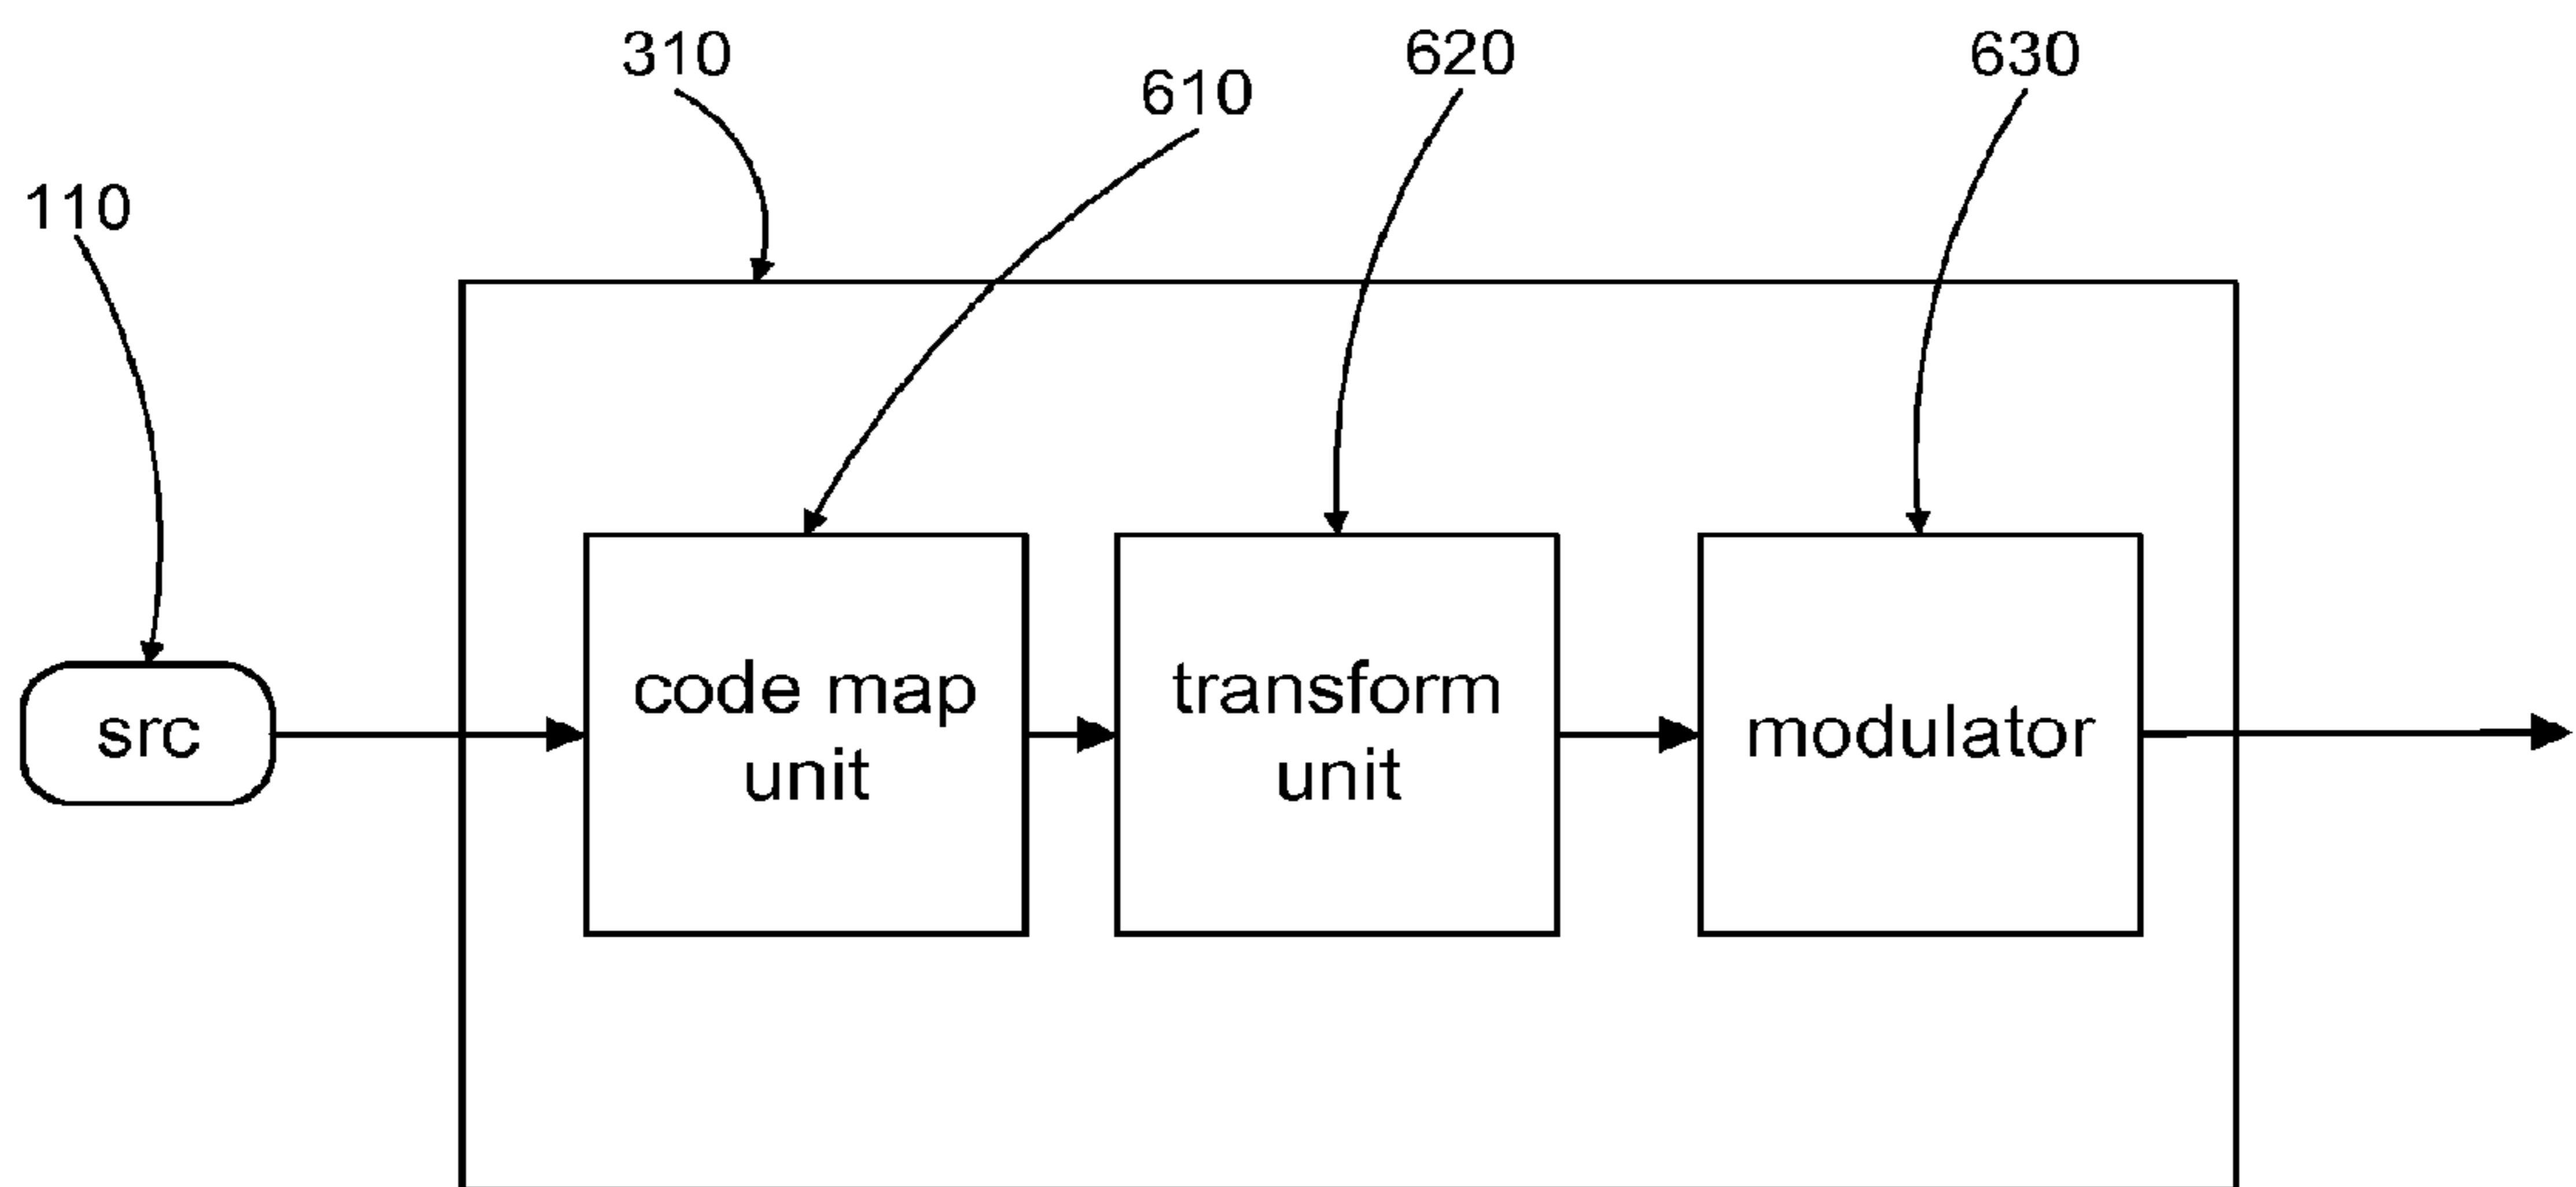 310
620
630
610
110
code map
unit
transform
unit
src
modulator